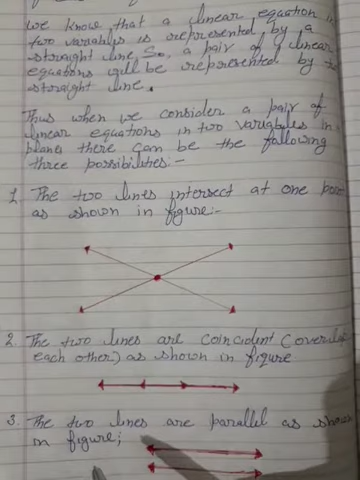 we know that a linear equation in
two variables is represented by a
straight line. So, a pair of linear
equations will be represented by
straight line.
Thus when we consider a pair of
linear equations in two variables in
plane, there can be the following
three possibilities:-
1. The two lines intersect at one
as shown in figure:-
2. The two lines are coincident (
each other) as shown in figure
3. The two lines are parallel as shown
in figure;